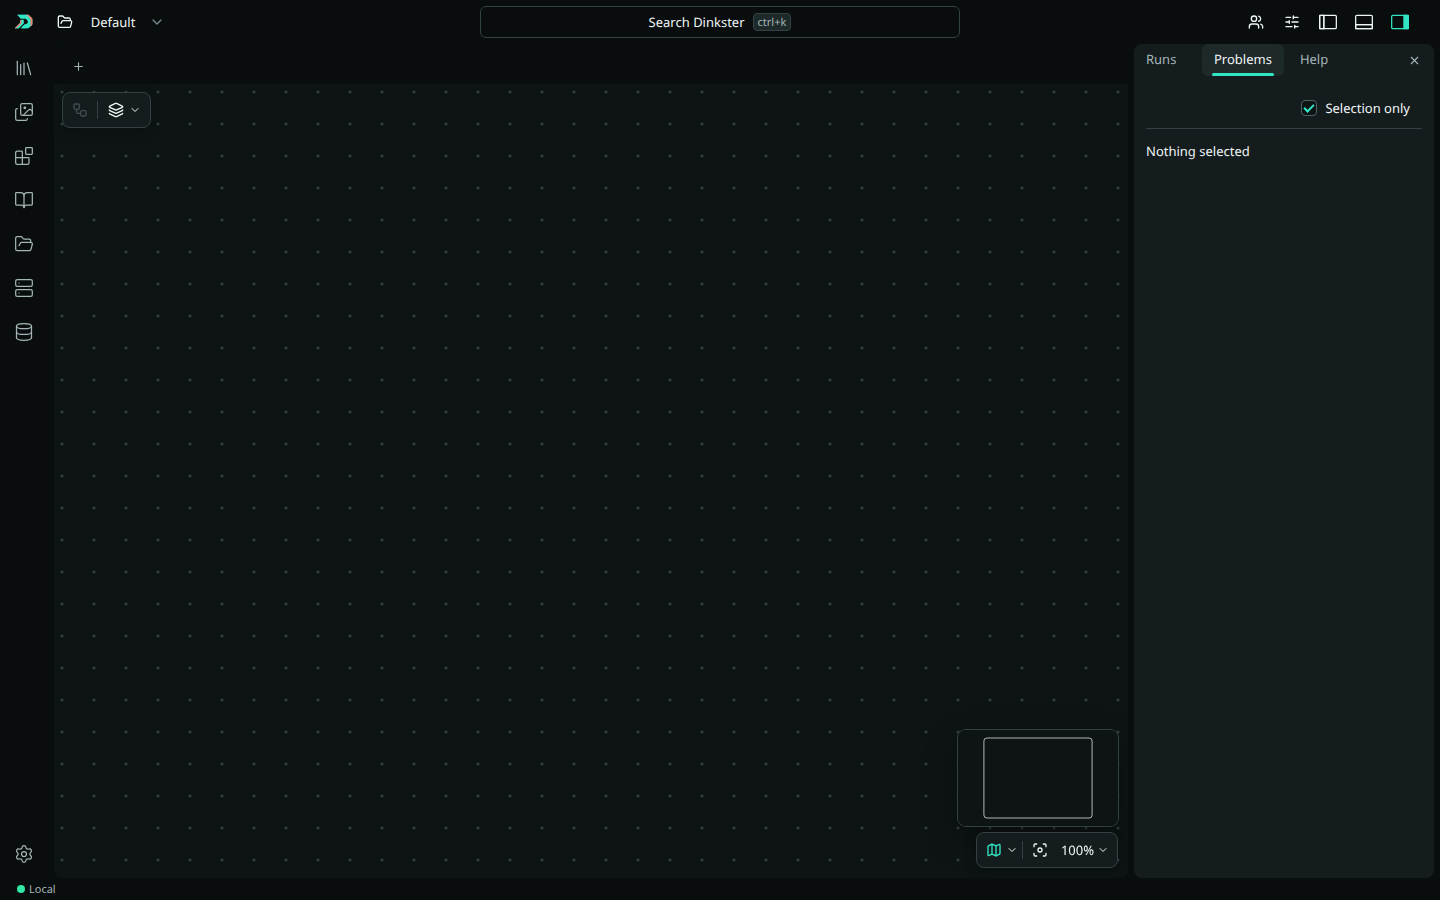 Default
Search Dinkster ctrl+k
Runs Problems Help
Selection only
Nothing selected
100%
Local